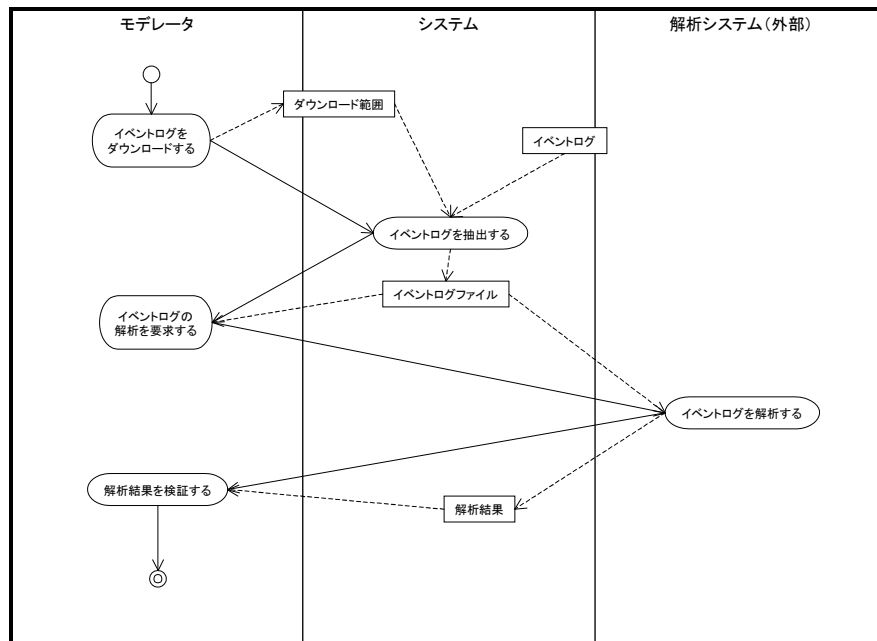 モデレータ
システム
解析システム（外部）
ダウンロード範囲
イベントログを
ダウンロードする
イベントログ
イベントログを抽出する
イベントログファイル
イベントログの
解析を要求する
イベントログを解析する
解析結果を検証する
解析結果